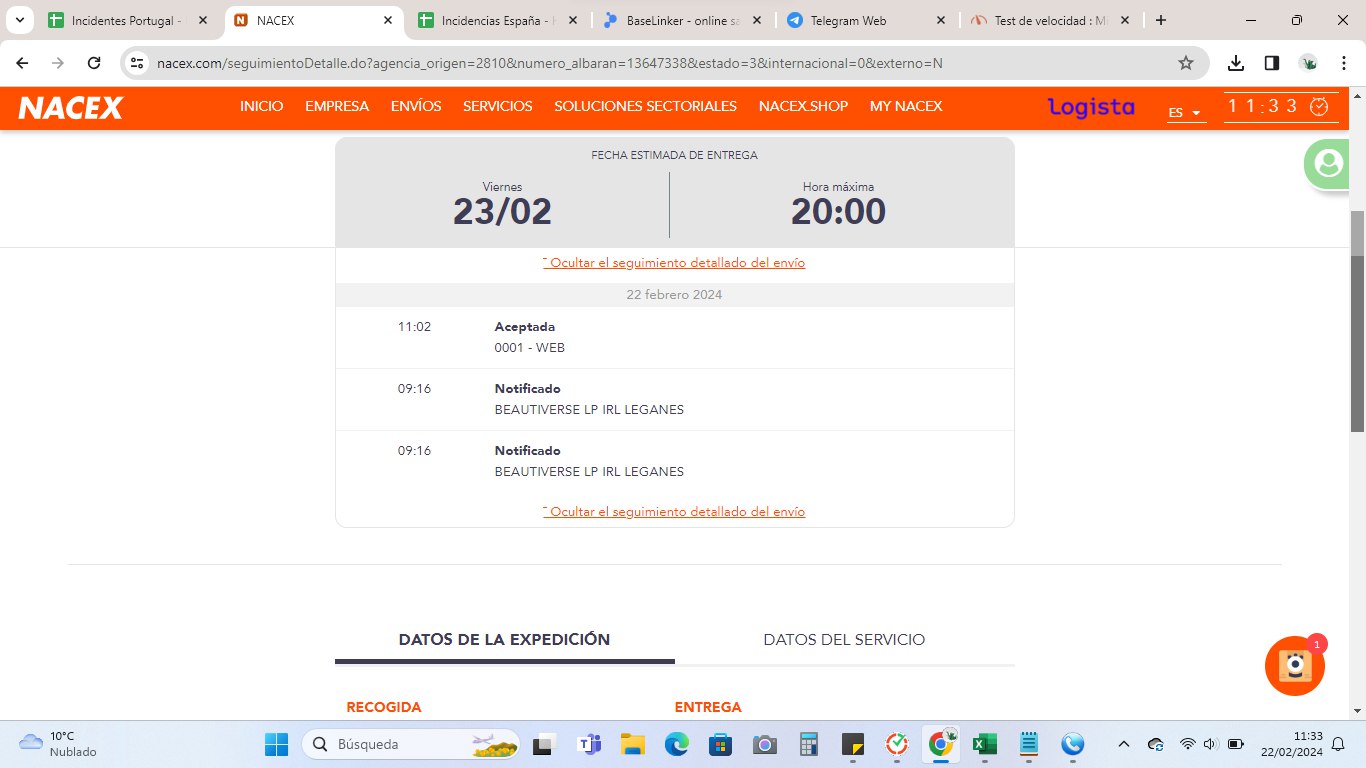 Incidentes Portugal -
NACEX
Incidencias España -
BaseLinker - online sa
Telegram Web
Test de velocidad : Mi
nacex.com/seguimientoDetalle.do?agencia_origen=2810&numero_albaran=13647338&estado=3&internacional=0&externo=N
NACEX
INICIO
EMPRESA
ENVÍOS
SERVICIOS
SOLUCIONES SECTORIALES
NACEX.SHOP
MY NACEX
logista
ES
11:33
FECHA ESTIMADA DE ENTREGA
Viernes
23/02
Hora máxima
20:00
Ocultar el seguimiento detallado del envío
22 febrero 2024
11:02
Aceptada
0001 - WEB
09:16
Notificado
BEAUTIVERSE LP IRL LEGANES
09:16
Notificado
BEAUTIVERSE LP IRL LEGANES
Ocultar el seguimiento detallado del envío
DATOS DE LA EXPEDICIÓN
DATOS DEL SERVICIO
1
RECOGIDA
ENTREGA
10°C
Nublado
Búsqueda
11:33
22/02/2024